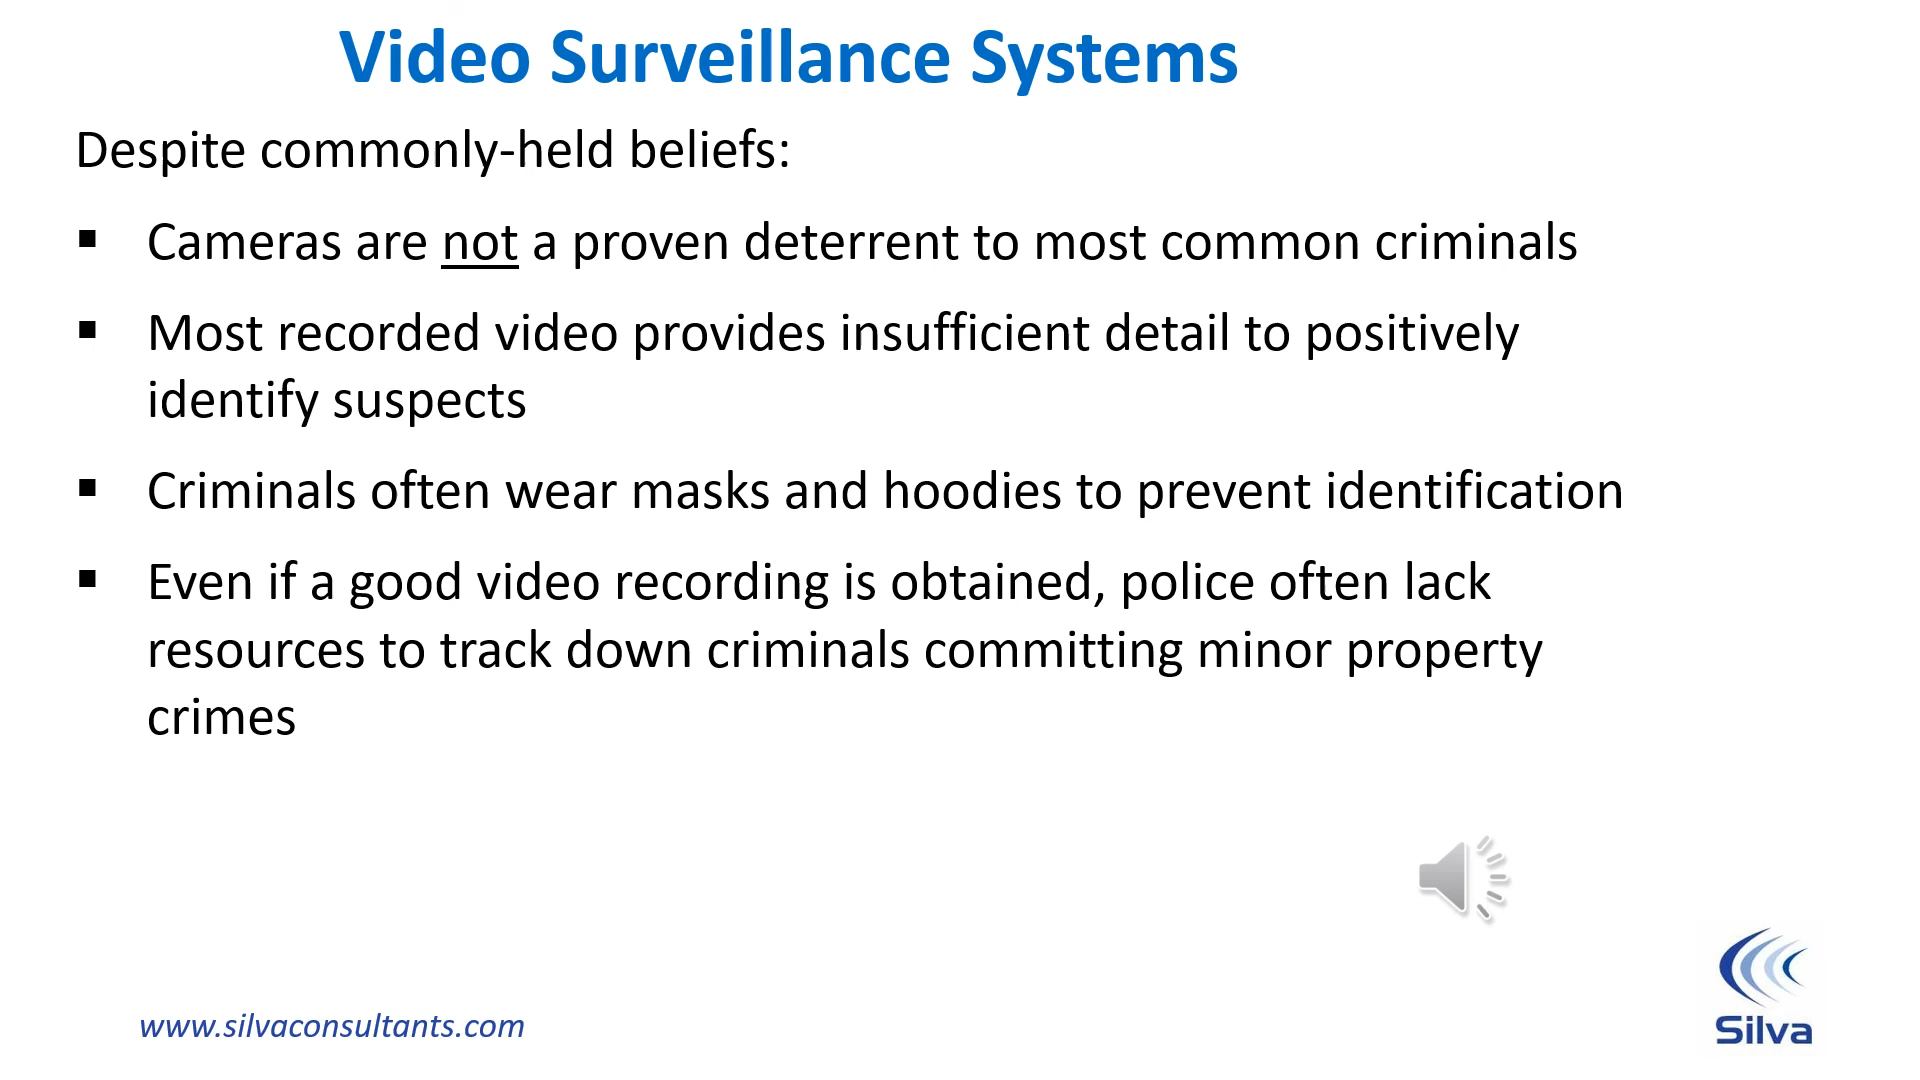 Video Surveillance Systems
Despite commonly-held beliefs:
▪ Cameras are not a proven deterrent to most common criminals
▪ Most recorded video provides insufficient detail to positively
identify suspects
▪ Criminals often wear masks and hoodies to prevent identification
▪ Even if a good video recording is obtained, police often lack
resources to track down criminals committing minor property
crimes
www.silvaconsultants.com
Silva